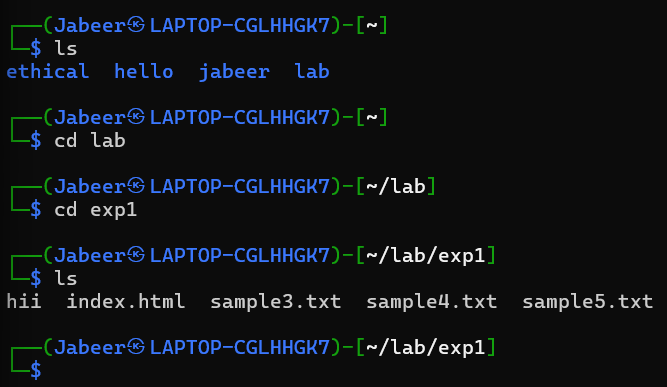 ┌──(Jabeer㉿LAPTOP-CGLHHGK7)-[~]
└─$ ls
ethical  hello  jabeer  lab
┌──(Jabeer㉿LAPTOP-CGLHHGK7)-[~]
└─$ cd lab
┌──(Jabeer㉿LAPTOP-CGLHHGK7)-[~/lab]
└─$ cd exp1
┌──(Jabeer㉿LAPTOP-CGLHHGK7)-[~/lab/exp1]
└─$ ls
hii  index.html  sample3.txt  sample4.txt  sample5.txt
┌──(Jabeer㉿LAPTOP-CGLHHGK7)-[~/lab/exp1]
└─$